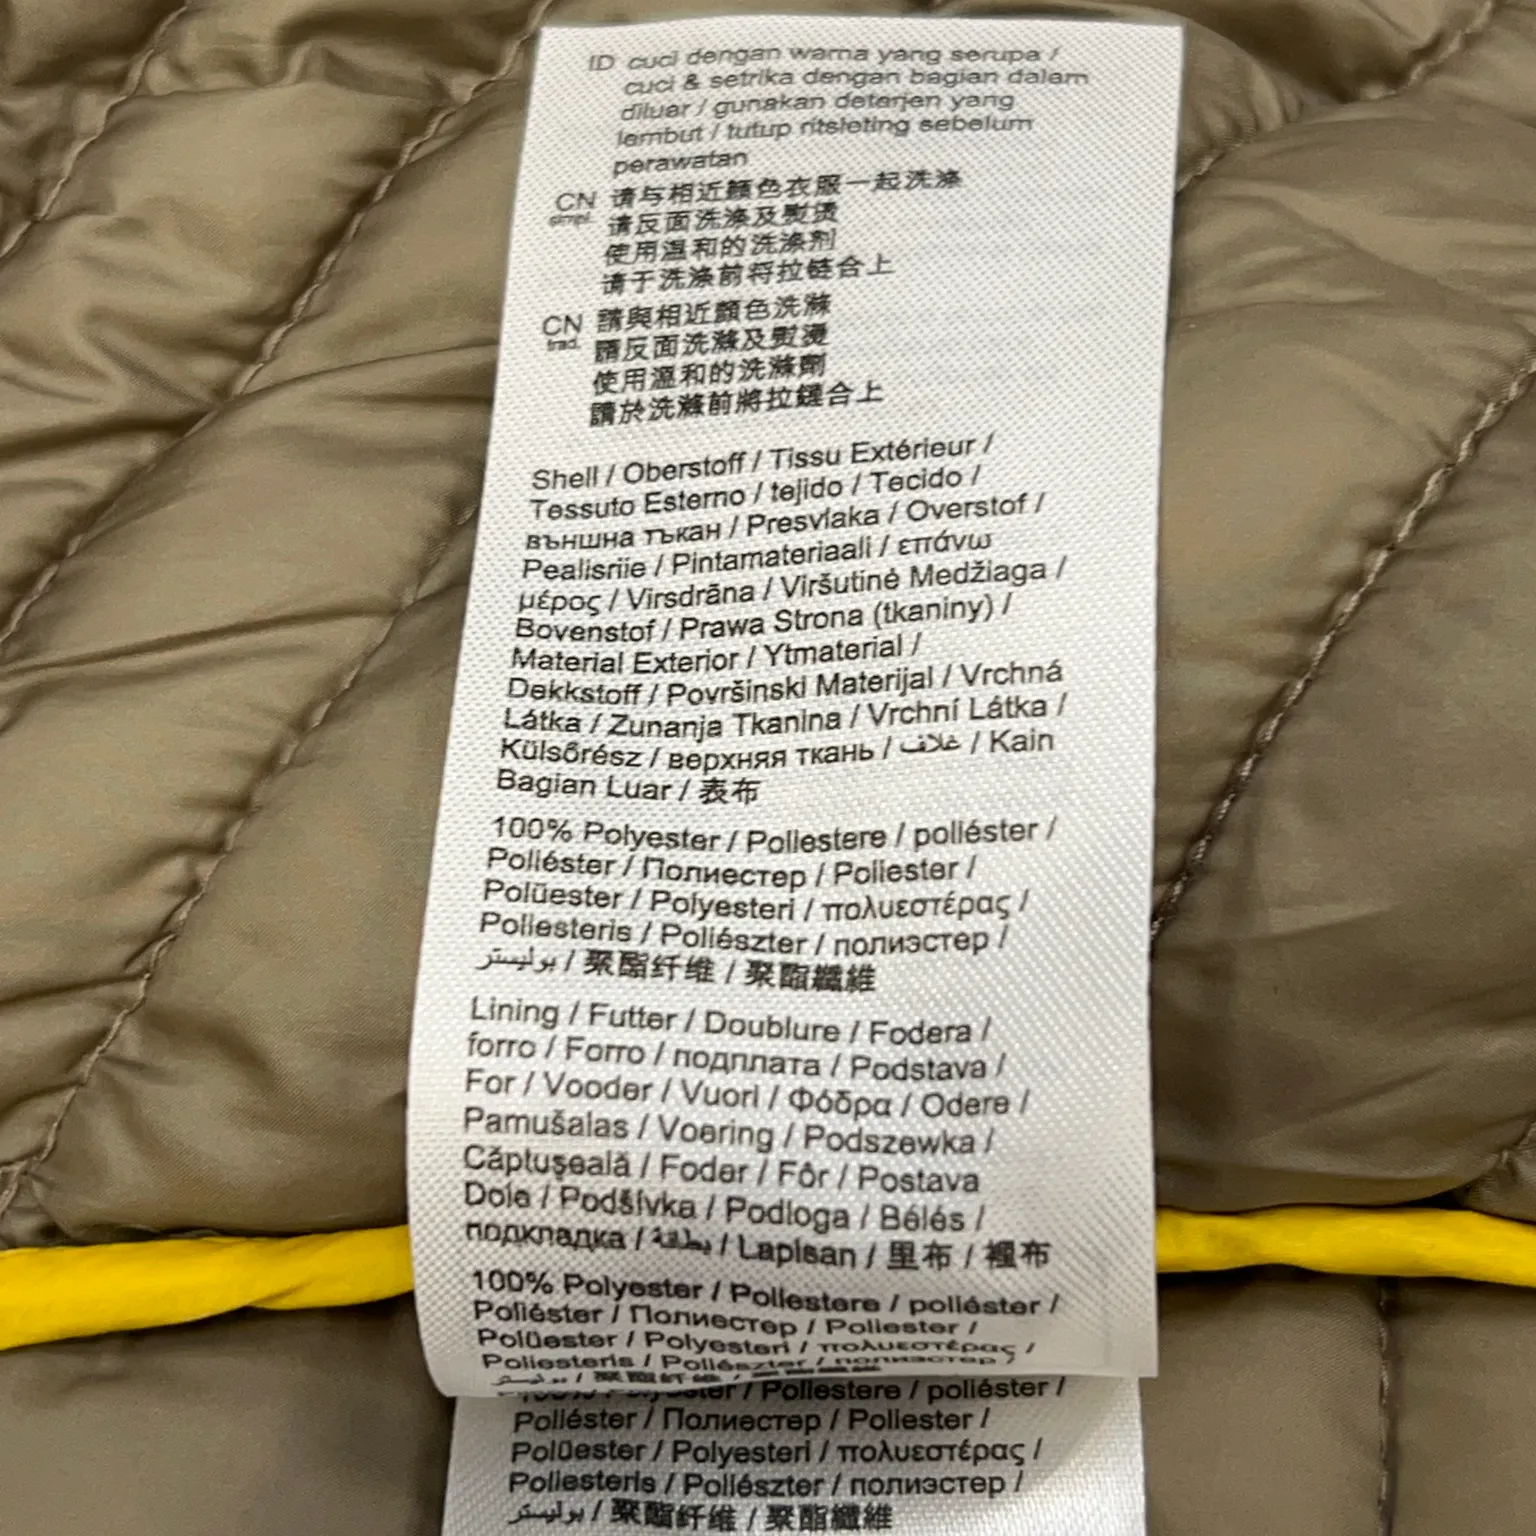 ID cuci dengan warna yang serupa /
cuci & setrika dengan bagian dalam
diluar / gunakan deterjen yang
lembut / tutup ritsleting sebelum
perawatan
CN simpl. 请与相近颜色衣服一起洗涤
请反面洗涤及熨烫
使用温和的洗涤剂
请于洗涤前将拉链合上
CN trad. 請與相近顏色洗滌
請反面洗滌及熨燙
使用溫和的洗滌劑
請於洗滌前將拉鏈合上
Shell / Oberstoff / Tissu Extérieur /
Tessuto Esterno / tejido / Tecido /
външна тъкан / Presvlaka / Overstof /
Pealisriie / Pintamateriaali / επάνω
μέρος / Virsdrāna / Viršutinė Medžiaga /
Bovenstof / Prawa Strona (tkaniny) /
Material Exterior / Ytmaterial /
Dekkstoff / Površinski Materijal / Vrchná
Látka / Zunanja Tkanina / Vrchní Látka /
Külsőrész / верхняя ткань / غلاف / Kain
Bagian Luar / 表布
100% Polyester / Poliestere / poliéster /
Poliéster / Полиестер / Poliester /
Polüester / Polyesteri / πολυεστέρας /
Poliesteris / Poliészter / полиэстер /
بوليستر / 聚酯纤维 / 聚酯纖維
Lining / Futter / Doublure / Fodera /
forro / Forro / подплата / Podstava /
For / Vooder / Vuori / Φόδρα / Odere /
Pamušalas / Voering / Podszewka /
Căptușeală / Foder / Fôr / Postava
Dole / Podšívka / Podloga / Bélés /
подкладка / بطانة / Lapisan / 里布 / 裡布
100% Polyester / Poliestere / poliéster /
Poliéster / Полиестер / Poliester /
Polüester / Polyesteri / πολυεστέρας /
Poliesteris / Poliészter / полиэстер /
بوليستر / 聚酯纤维 /
100% Polyester / Poliestere / poliéster /
Poliéster / Полиестер / Poliester /
Polüester / Polyesteri / πολυεστέρας /
Poliesteris / Poliészter / полиэстер /
بوليستر / 聚酯纤维 / 聚酯纖維